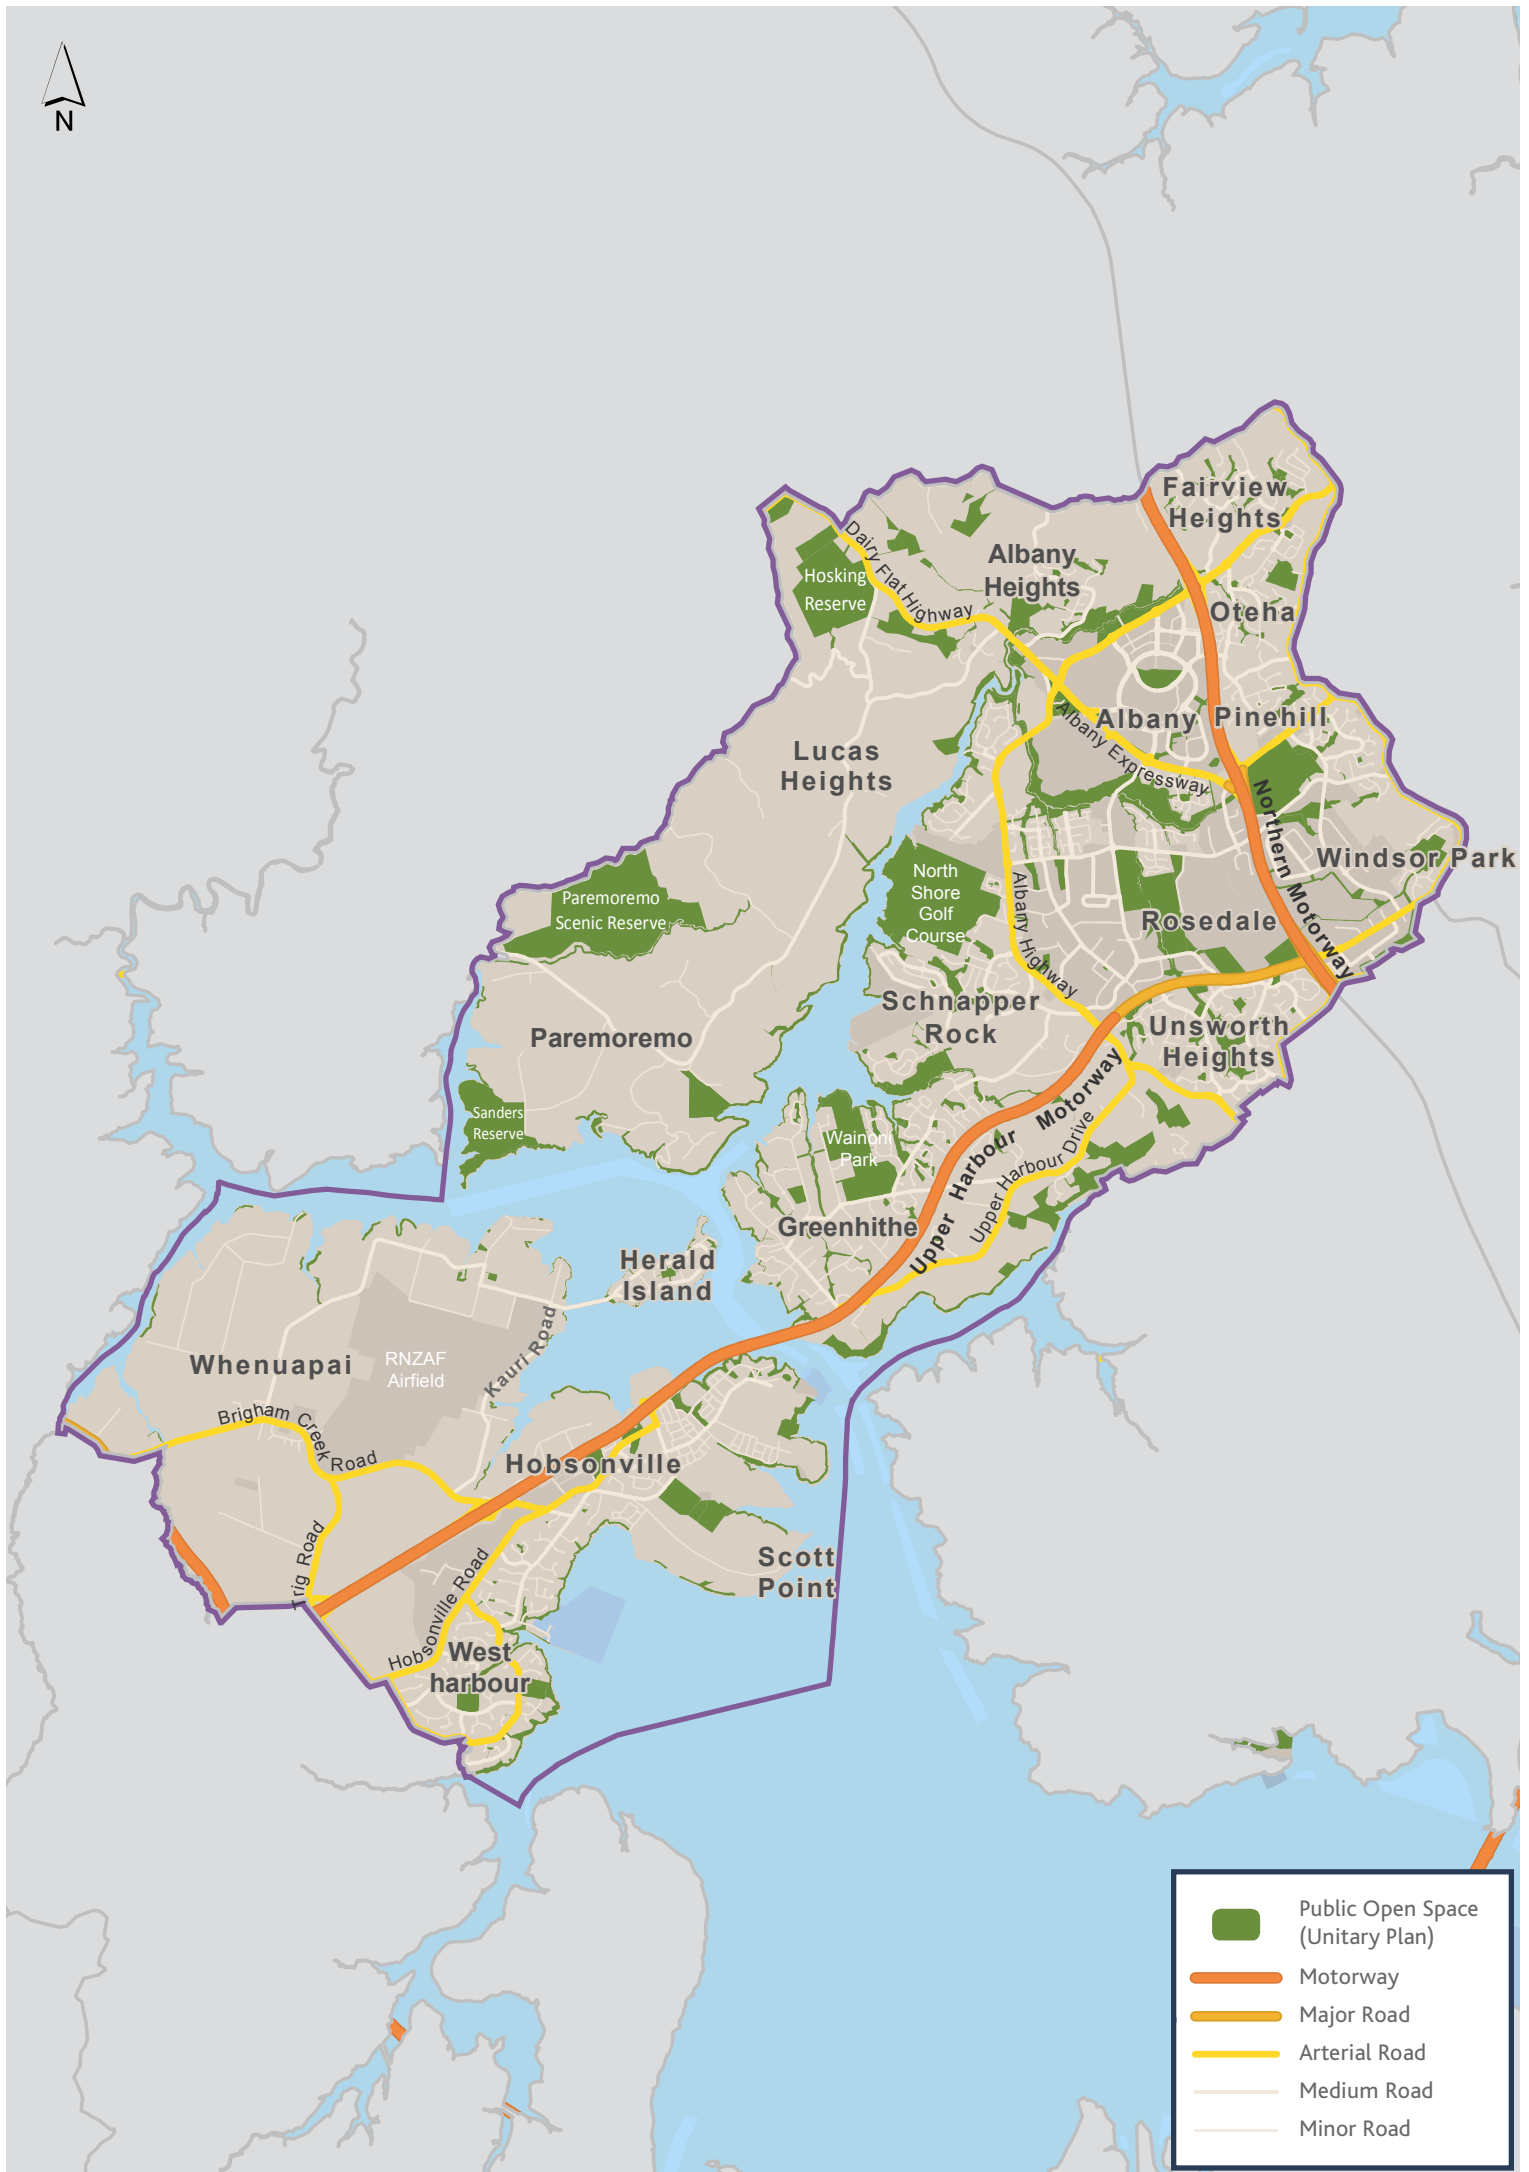 N
Fairview
Heights
Dairy Flat Highway
Albany
Heights
Hosking
Reserve
Oteha
Albany
Pinehill
Albany Expressway
Lucas
Heights
Northern Motorway
Windsor Park
North
Shore
Golf
Course
Albany Highway
Paremoremo
Scenic Reserve
Rosedale
Schnapper
Rock
Unsworth
Heights
Paremoremo
Upper Harbour Motorway
Sanders
Reserve
Wainoni
Park
Upper Harbour Drive
Greenhithe
Herald
Island
Kauri Road
Whenuapai
RNZAF
Airfield
Brigham Creek Road
Hobsonville
Trig Road
Hobsonville Road
Scott
Point
West
harbour
Public Open Space
(Unitary Plan)
Motorway
Major Road
Arterial Road
Medium Road
Minor Road